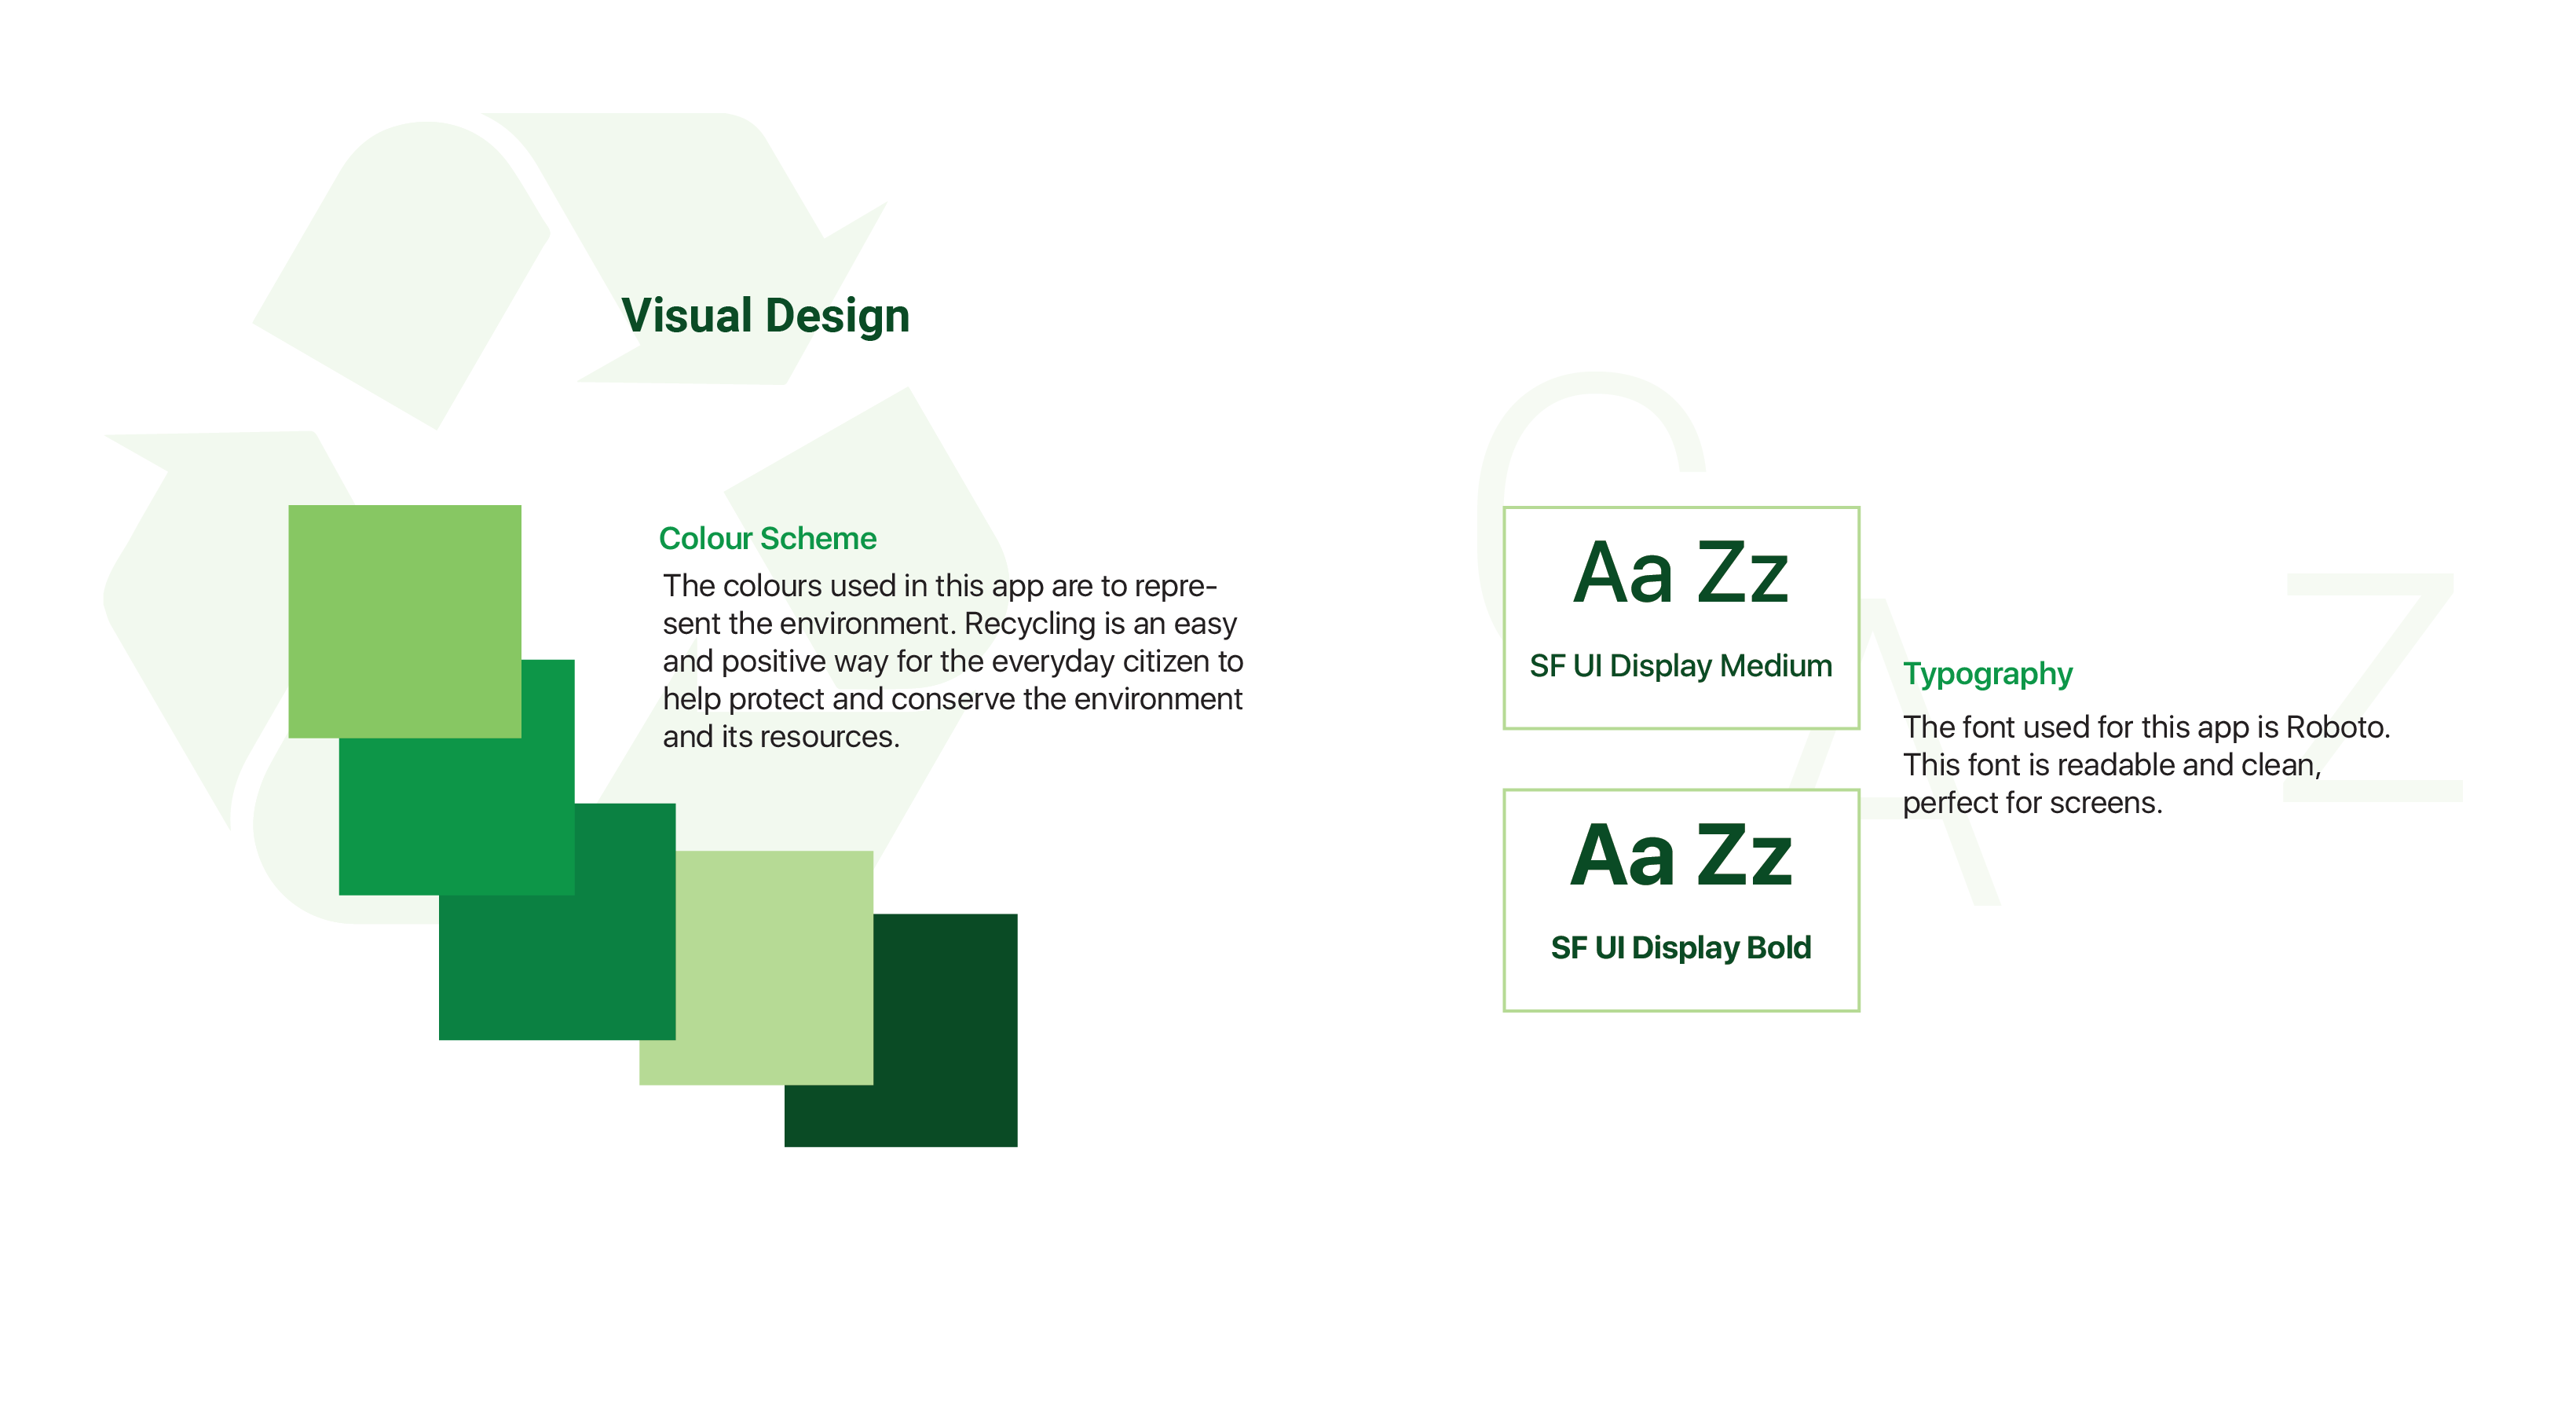 Visual Design
Colour Scheme
The colours used in this app are to repre-
sent the environment. Recycling is an easy
and positive way for the everyday citizen to
help protect and conserve the environment
and its resources.
C
A
Z
Aa Zz
SF UI Display Medium
Aa Zz
SF UI Display Bold
Typography
The font used for this app is Roboto.
This font is readable and clean,
perfect for screens.